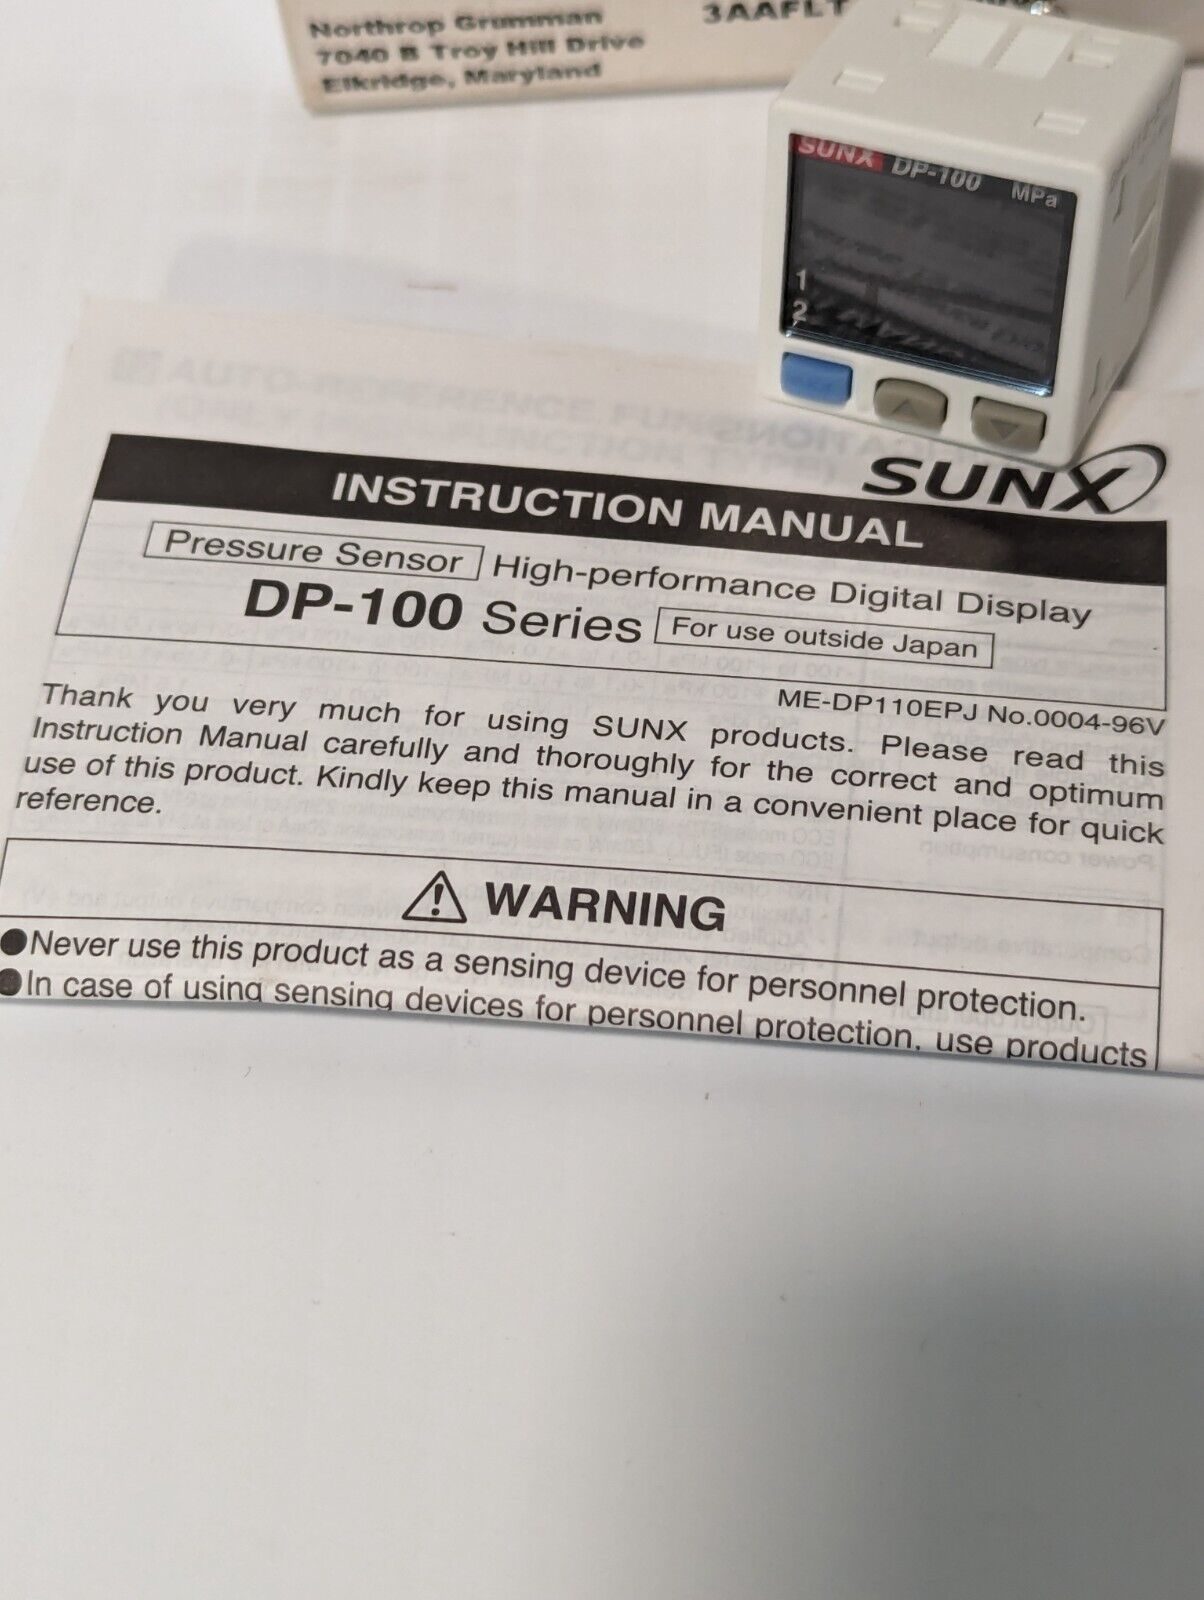 Northrop Grumman
3AAFLT
7040 B Troy Hill Drive
Elkridge, Maryland
SUNX DP-100 MPa
1
2
SUNX
INSTRUCTION MANUAL
Pressure Sensor High-performance Digital Display
DP-100 Series For use outside Japan
ME-DP110EPJ No.0004-96V
Thank you very much for using SUNX products. Please read this
Instruction Manual carefully and thoroughly for the correct and optimum
use of this product. Kindly keep this manual in a convenient place for quick
reference.
WARNING
●Never use this product as a sensing device for personnel protection.
●In case of using sensing devices for personnel protection, use products